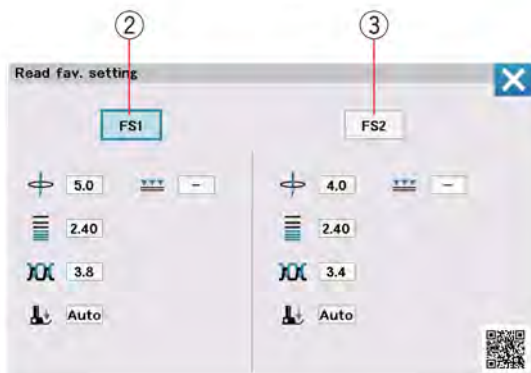 ② ③
Read fav. setting X
FS1 FS2
5.0 – 4.0 –
2.40 2.40
3.8 3.4
Auto Auto